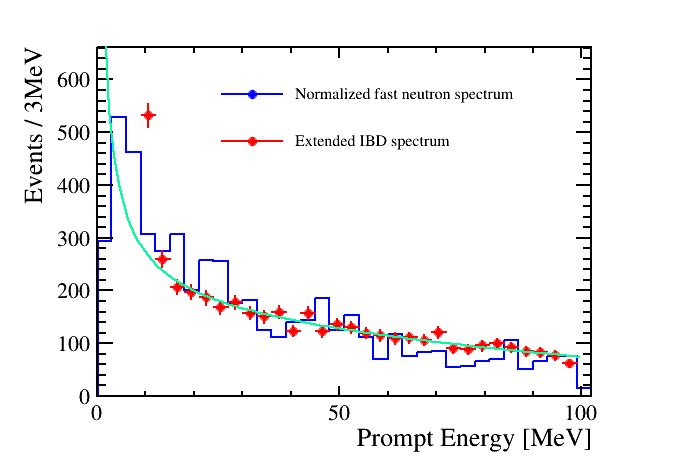 Events / 3MeV
600
500
400
300
200
100
0
Normalized fast neutron spectrum
Extended IBD spectrum
0
50
100
Prompt Energy [MeV]